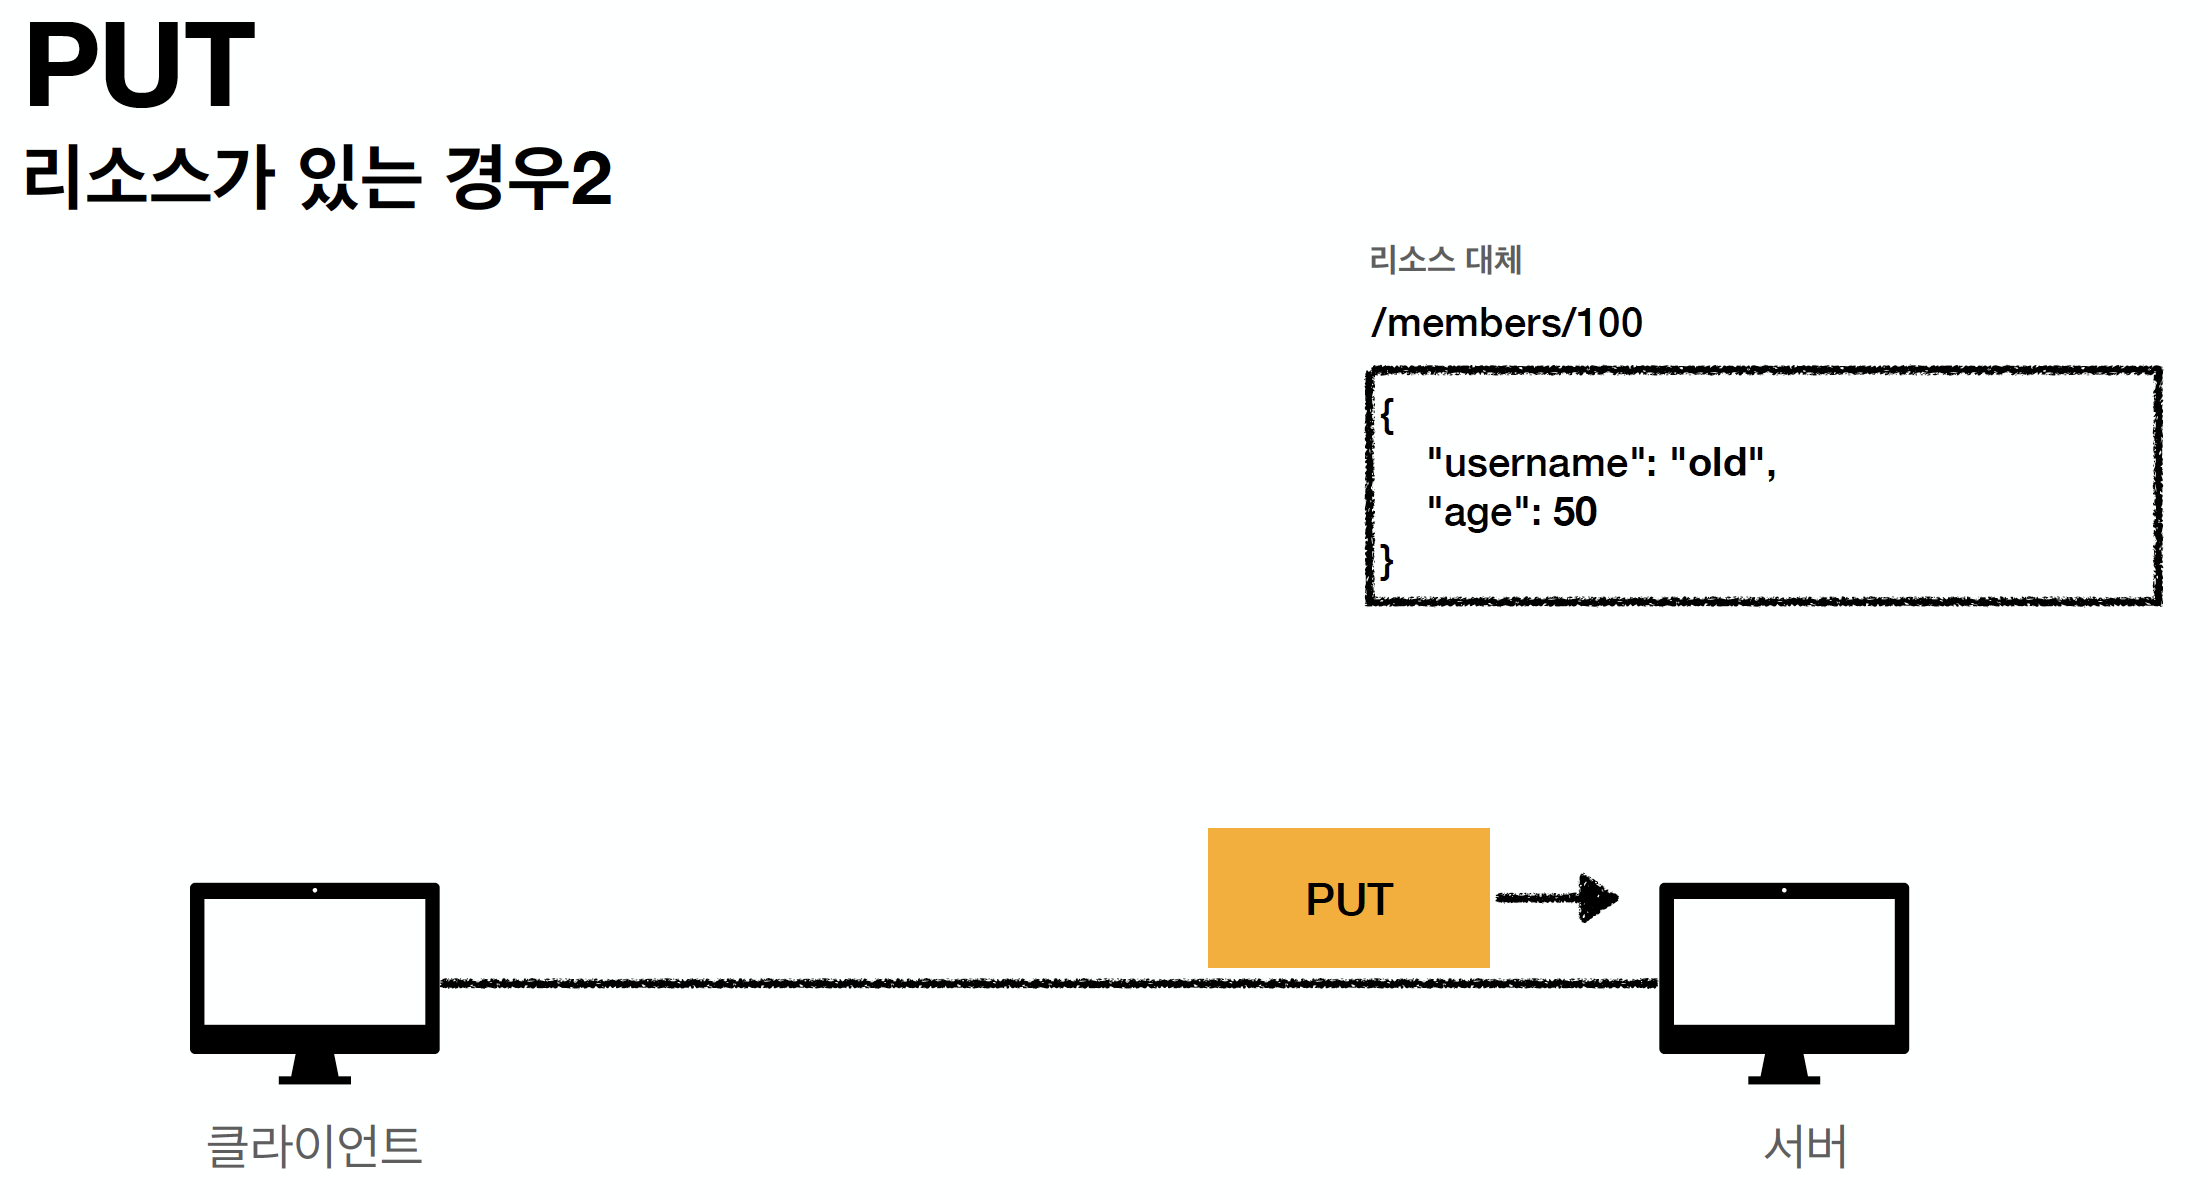 PUT
리소스가 있는 경우2
리소스 대체
/members/100
{
"username": "old",
"age": 50
}
PUT
클라이언트
서버